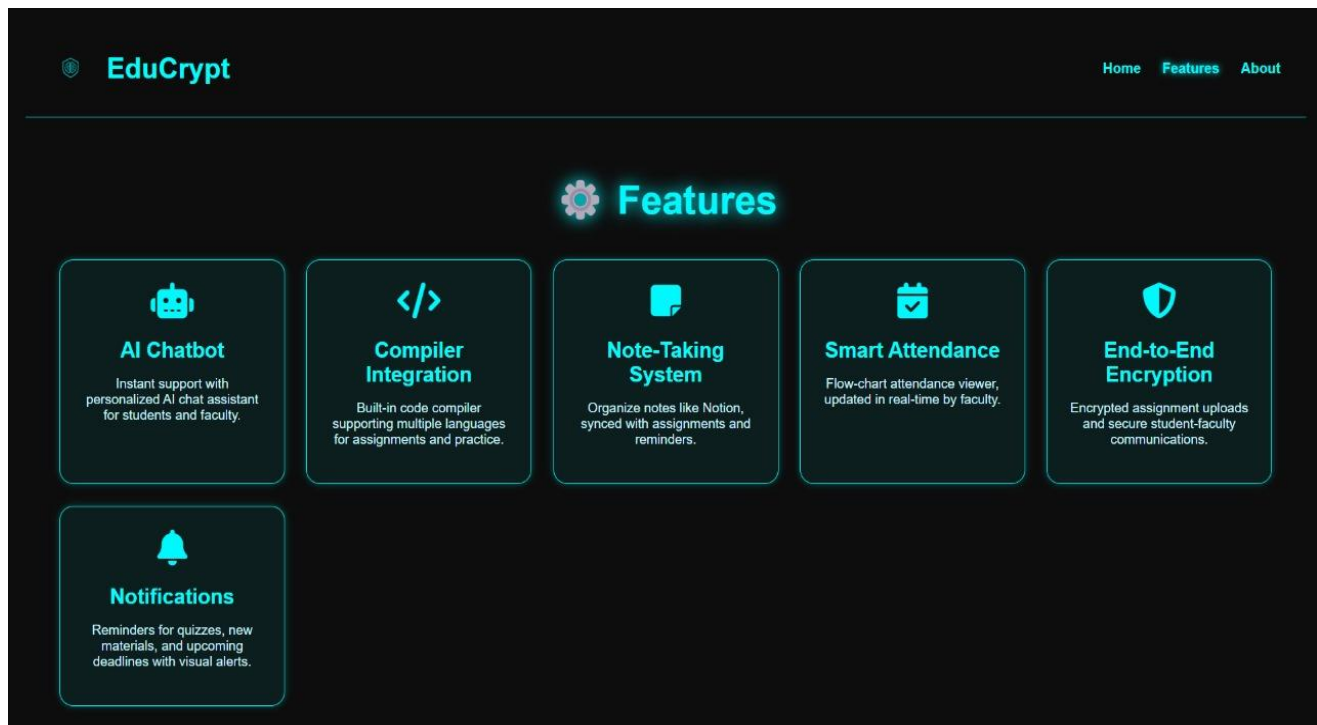 EduCrypt
Home Features About
Features
AI Chatbot
Instant support with
personalized AI chat assistant
for students and faculty.
Compiler
Integration
Built-in code compiler
supporting multiple languages
for assignments and practice.
Note-Taking
System
Organize notes like Notion,
synced with assignments and
reminders.
Smart Attendance
Flow-chart attendance viewer,
updated in real-time by faculty.
End-to-End
Encryption
Encrypted assignment uploads
and secure student-faculty
communications.
Notifications
Reminders for quizzes, new
materials, and upcoming
deadlines with visual alerts.